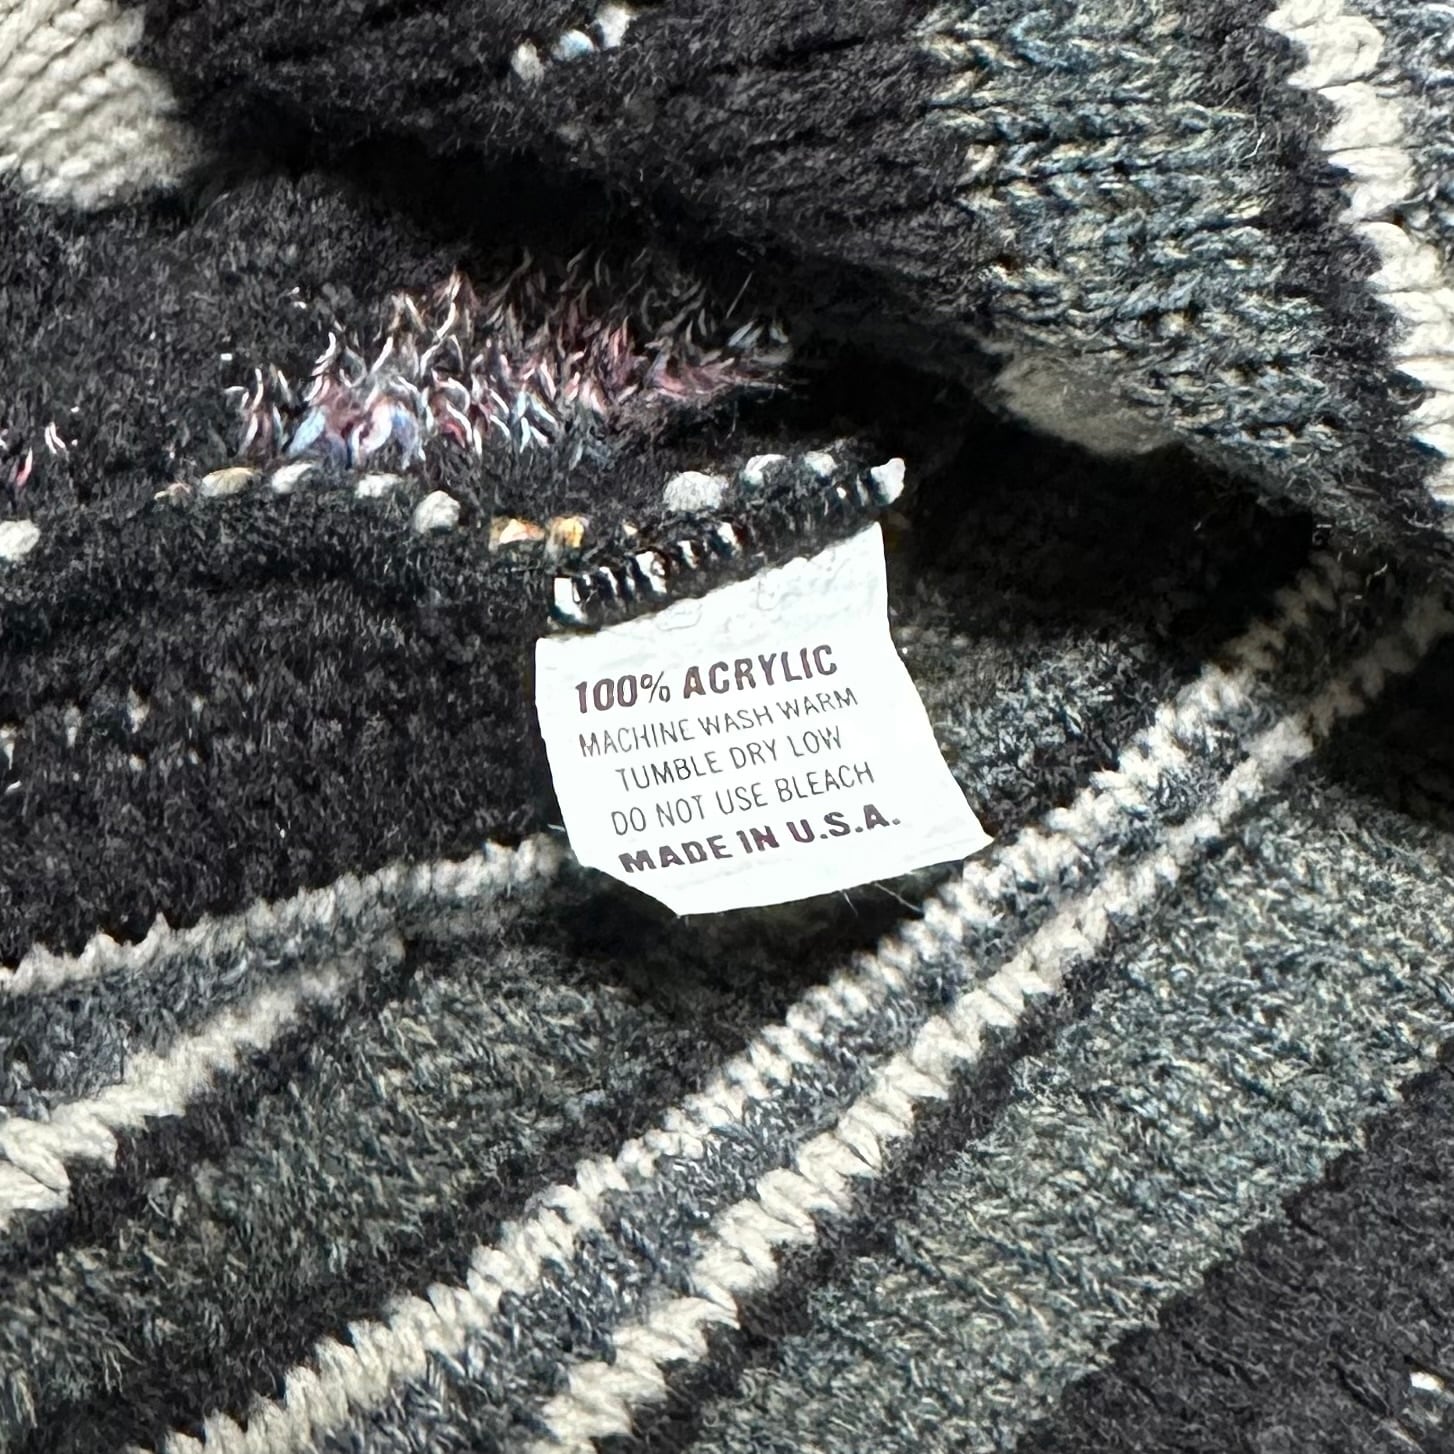 100% ACRYLIC
MACHINE WASH WARM
TUMBLE DRY LOW
DO NOT USE BLEACH
MADE IN U.S.A.